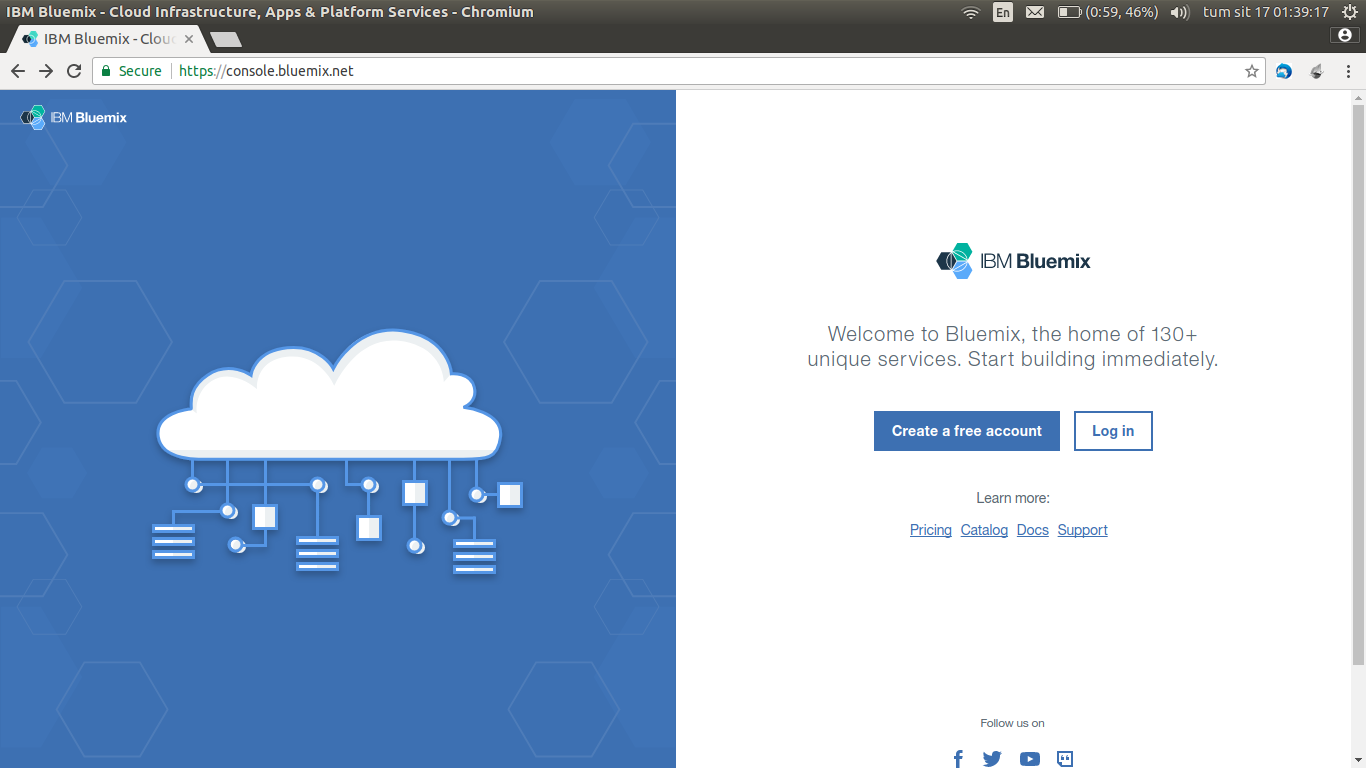 IBM Bluemix - Cloud Infrastructure, Apps & Platform Services - Chromium
En
(0:59, 46%)
tum sit 17 01:39:17
IBM Bluemix - Clou
Secure
https://console.bluemix.net
IBM Bluemix
IBM Bluemix
Welcome to Bluemix, the home of 130+
unique services. Start building immediately.
Create a free account
Log in
Learn more:
Pricing Catalog Docs Support
Follow us on